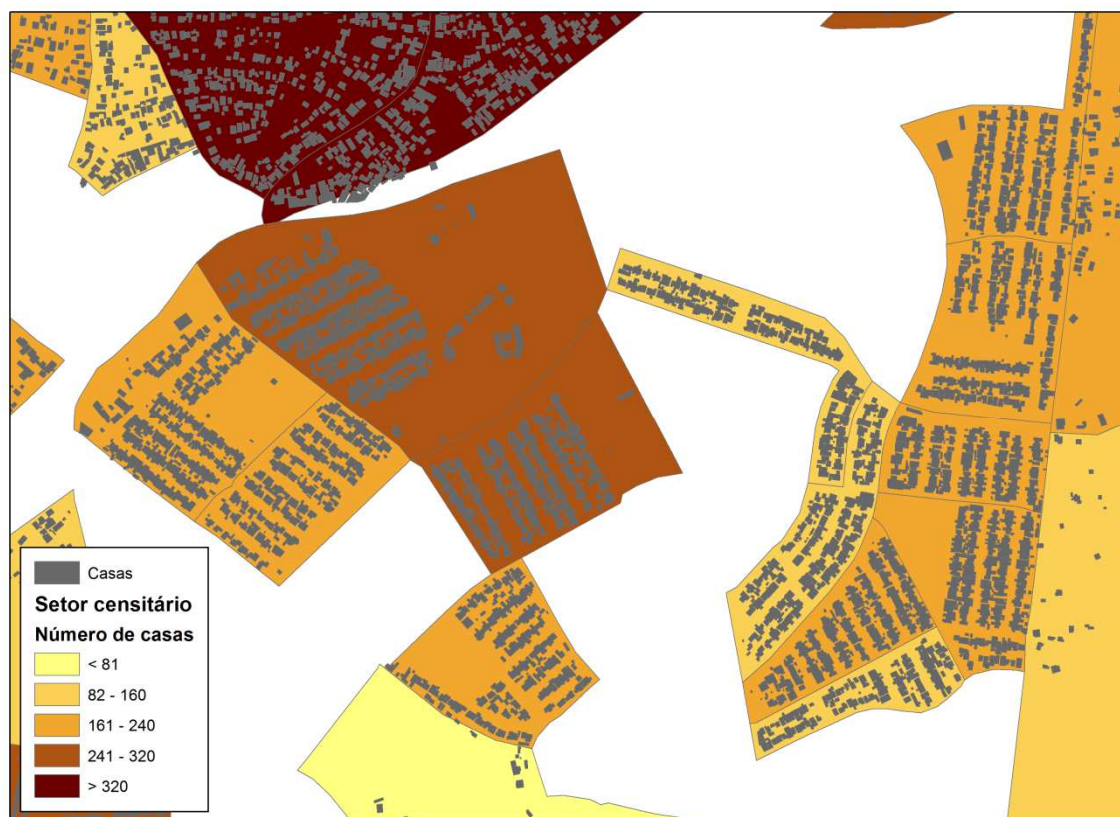 Casas
Setor censitário
Número de casas
< 81
82 - 160
161 - 240
241 - 320
> 320